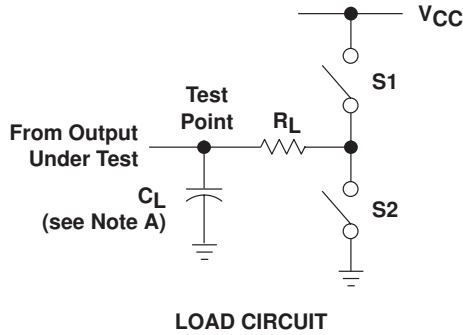 VCC
S1
Test
Point
RL
From Output
Under Test
CL
(see Note A)
S2
LOAD CIRCUIT